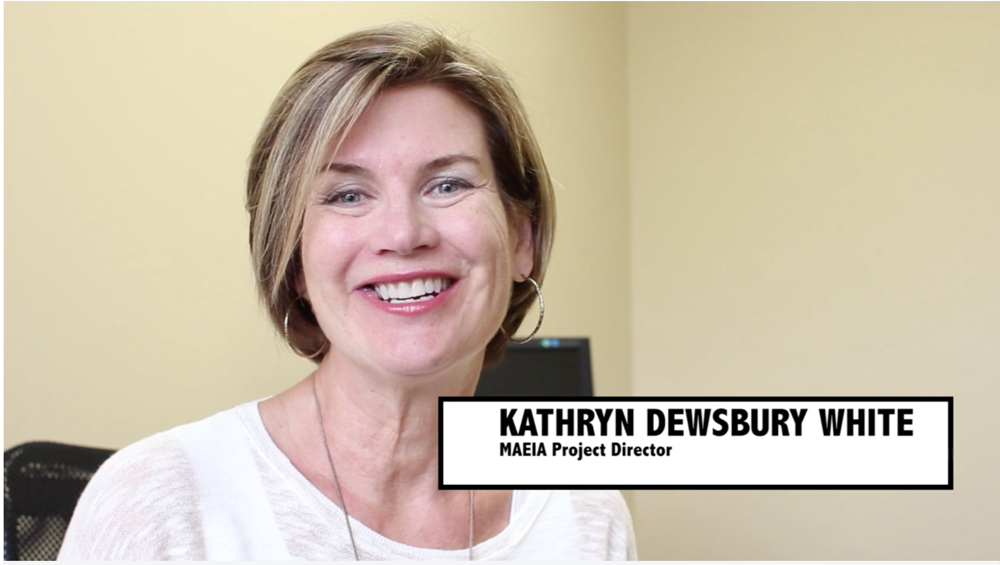 KATHRYN DEWSBURY WHITE
MAEIA Project Director